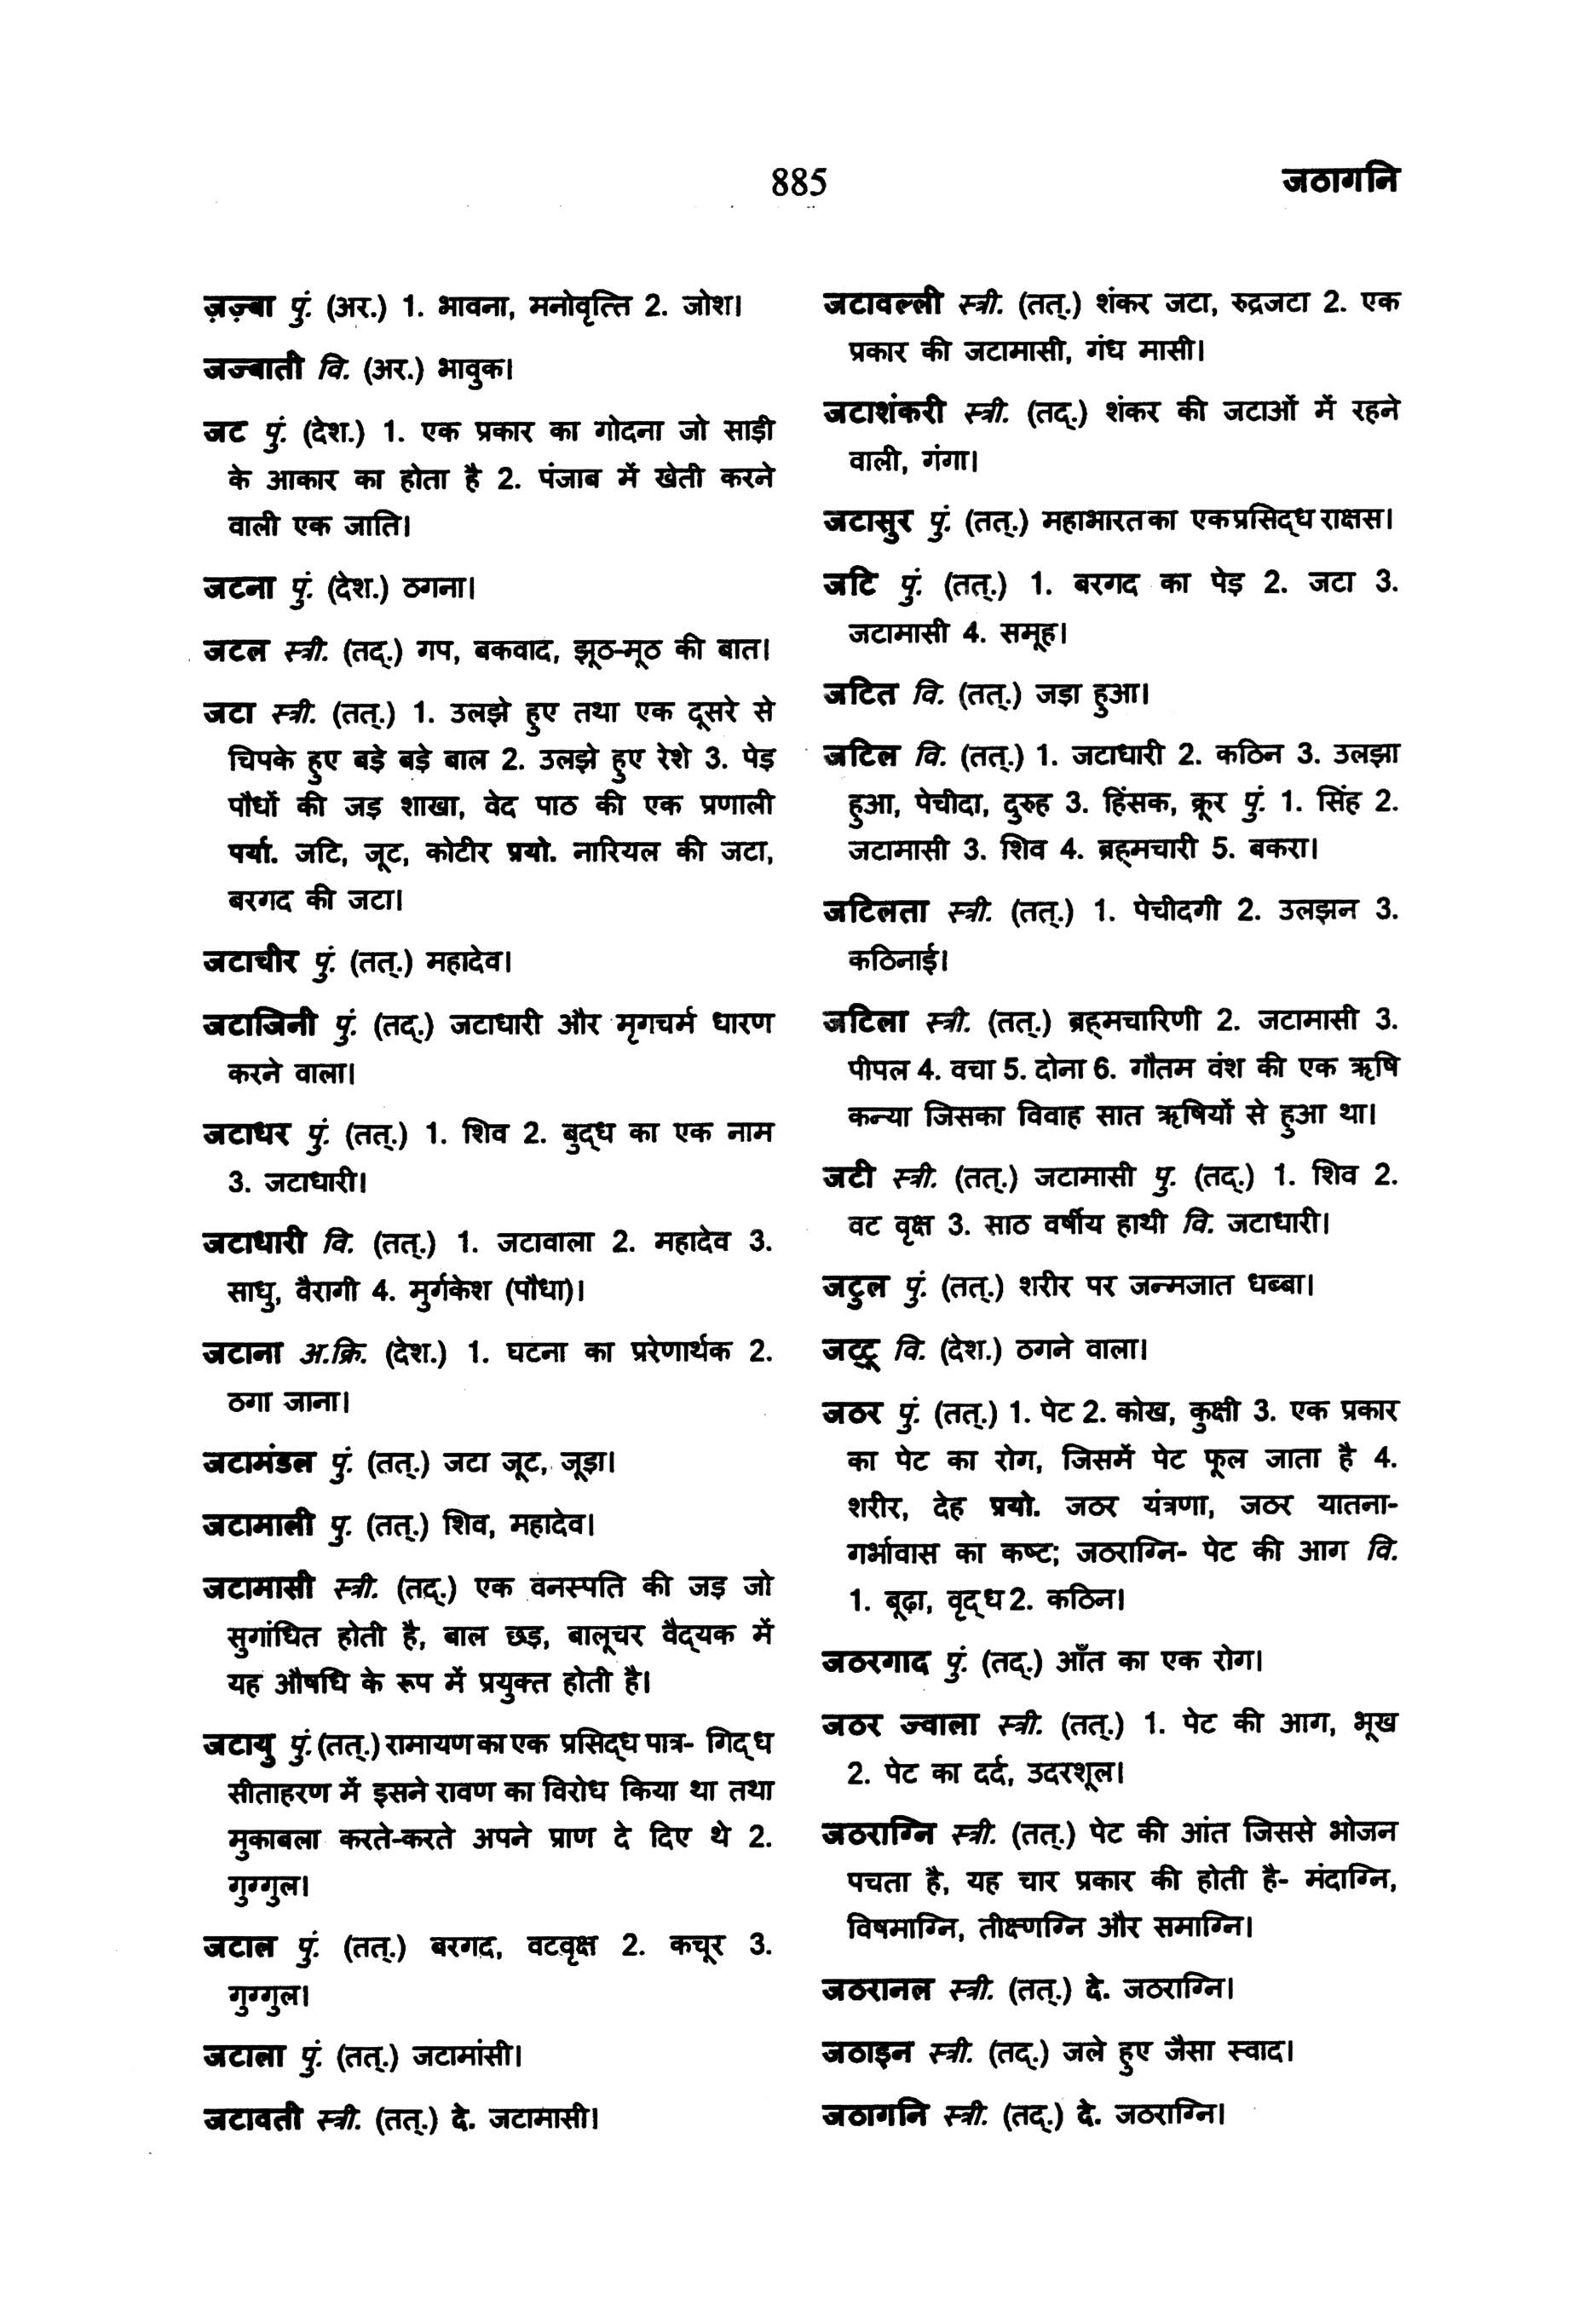 885
जठागनि
ज़ज़्बा पुं. (अर.) 1. भावना, मनोवृत्ति 2. जोश।
जज्बाती वि. (अर.) भावुक।
जट पुं. (देश.) 1. एक प्रकार का गोदना जो साड़ी
के आकार का होता है 2. पंजाब में खेती करने
वाली एक जाति।
जटना पुं. (देश.) ठगना।
जटल स्त्री. (तद्.) गप, बकवाद, झूठ-मूठ की बात।
जटा स्त्री. (तत्.) 1. उलझे हुए तथा एक दूसरे से
चिपके हुए बड़े बड़े बाल 2. उलझे हुए रेशे 3. पेड़
पौधों की जड़ शाखा, वेद पाठ की एक प्रणाली
पर्या. जटि, जूट, कोटीर प्रयो. नारियल की जटा,
बरगद की जटा।
जटाचीर पुं. (तत्.) महादेव।
जटाजिनी पुं. (तद्.) जटाधारी और मृगचर्म धारण
करने वाला।
जटाधर पुं. (तत्.) 1. शिव 2. बुद्ध का एक नाम
3. जटाधारी।
जटाधारी वि. (तत्.) 1. जटावाला 2. महादेव 3.
साधु, वैरागी 4. मुर्गकेश (पौधा)।
जटाना अ.क्रि. (देश.) 1. घटना का प्ररेणार्थक 2.
ठगा जाना।
जटामंडल पुं. (तत्.) जटा जूट, जूड़ा।
जटामाली पु. (तत्.) शिव, महादेव।
जटामासी स्त्री. (तद्.) एक वनस्पति की जड़ जो
सुगांधित होती है, बाल छड़, बालूचर वैद्यक में
यह औषधि के रूप में प्रयुक्त होती है।
जटायु पुं. (तत्.) रामायण का एक प्रसिद्ध पात्र- गिद्ध
सीताहरण में इसने रावण का विरोध किया था तथा
मुकाबला करते-करते अपने प्राण दे दिए थे 2.
गुग्गुल।
जटाल पुं. (तत्.) बरगद, वटवृक्ष 2. कचूर 3.
गुग्गुल।
जटाला पुं. (तत्.) जटामांसी।
जटावती स्त्री. (तत्.) दे. जटामासी।
जटावल्ली स्त्री. (तत्.) शंकर जटा, रुद्रजटा 2. एक
प्रकार की जटामासी, गंध मासी।
जटाशंकरी स्त्री. (तद्.) शंकर की जटाओं में रहने
वाली, गंगा।
जटासुर पुं. (तत्.) महाभारत का एक प्रसिद्ध राक्षस।
जटि पुं. (तत्.) 1. बरगद का पेड़ 2. जटा 3.
जटामासी 4. समूह।
जटित वि. (तत्.) जड़ा हुआ।
जटिल वि. (तत्.) 1. जटाधारी 2. कठिन 3. उलझा
हुआ, पेचीदा, दुरुह 3. हिंसक, क्रूर पुं. 1. सिंह 2.
जटामासी 3. शिव 4. ब्रह्मचारी 5. बकरा।
जटिलता स्त्री. (तत्.) 1. पेचीदगी 2. उलझन 3.
कठिनाई।
जटिला स्त्री. (तत्.) ब्रह्मचारिणी 2. जटामासी 3.
पीपल 4. वचा 5. दोना 6. गौतम वंश की एक ऋषि
कन्या जिसका विवाह सात ऋषियों से हुआ था।
जटी स्त्री. (तत्.) जटामासी पु. (तद्.) 1. शिव 2.
वट वृक्ष 3. साठ वर्षीय हाथी वि. जटाधारी।
जटुल पुं. (तत्.) शरीर पर जन्मजात धब्बा।
जट्टू वि. (देश.) ठगने वाला।
जठर पुं. (तत्.) 1. पेट 2. कोख, कुक्षी 3. एक प्रकार
का पेट का रोग, जिसमें पेट फूल जाता है 4.
शरीर, देह प्रयो. जठर यंत्रणा, जठर यातना-
गर्भावास का कष्ट; जठराग्नि- पेट की आग वि.
1. बूढ़ा, वृद्ध 2. कठिन।
जठरगाद पुं. (तद्.) आँत का एक रोग।
जठर ज्वाला स्त्री. (तत्.) 1. पेट की आग, भूख
2. पेट का दर्द, उदरशूल।
जठराग्नि स्त्री. (तत्.) पेट की आंत जिससे भोजन
पचता है, यह चार प्रकार की होती है- मंदाग्नि,
विषमाग्नि, तीक्ष्णग्नि और समाग्नि।
जठरानल स्त्री. (तत्.) दे. जठराग्नि।
जठाइन स्त्री. (तद्.) जले हुए जैसा स्वाद।
जठागनि स्त्री. (तद्.) दे. जठराग्नि।